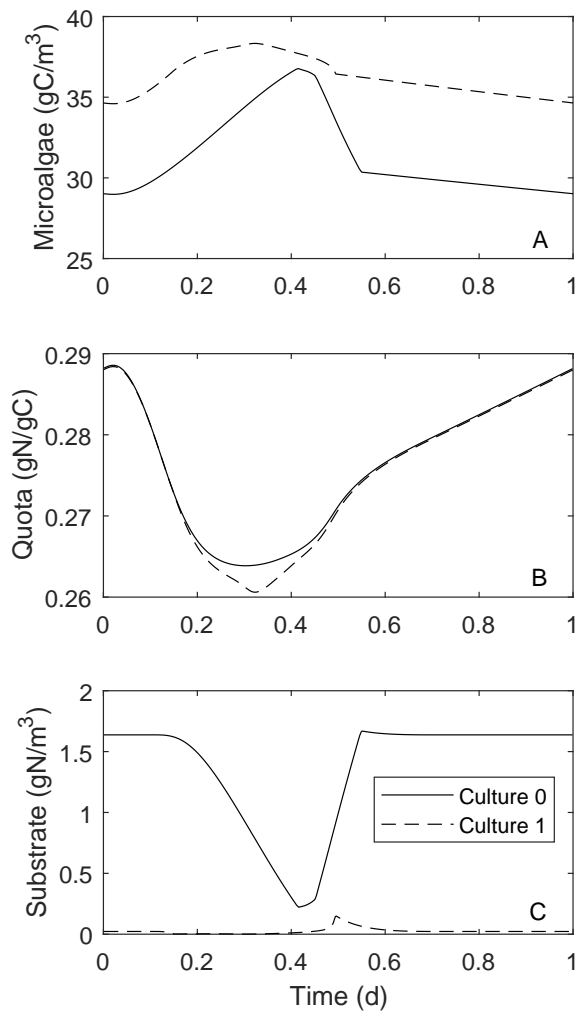 40
35
30
25
Microalgae (gC/m³)
A
0 0.2 0.4 0.6 0.8 1
0.29
0.28
0.27
0.26
Quota (gN/gC)
B
0 0.2 0.4 0.6 0.8 1
2
1.5
1
0.5
0
Substrate (gN/m³)
Culture 0
Culture 1
C
0 0.2 0.4 0.6 0.8 1
Time (d)